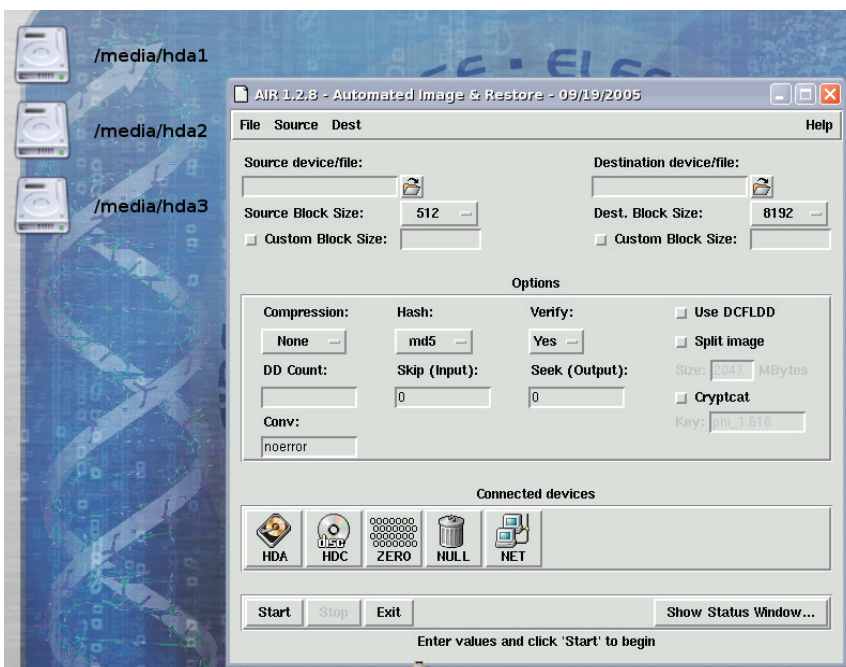 /media/hda1
/media/hda2
/media/hda3
AIR 1.2.8 - Automated Image & Restore - 09/19/2005
File Source Dest Help
Source device/file: Destination device/file:
Source Block Size: 512 Dest. Block Size: 8192
Custom Block Size: Custom Block Size:
Options
Compression: Hash: Verify: Use DCFLDD
None md5 Yes Split image
DD Count: Skip (Input): Seek (Output): Size: 2047 MBytes
0 0 Cryptcat
Conv: Key: phi_1.618
noerror
Connected devices
HDA HDC ZERO NULL NET
Start Stop Exit Show Status Window...
Enter values and click 'Start' to begin